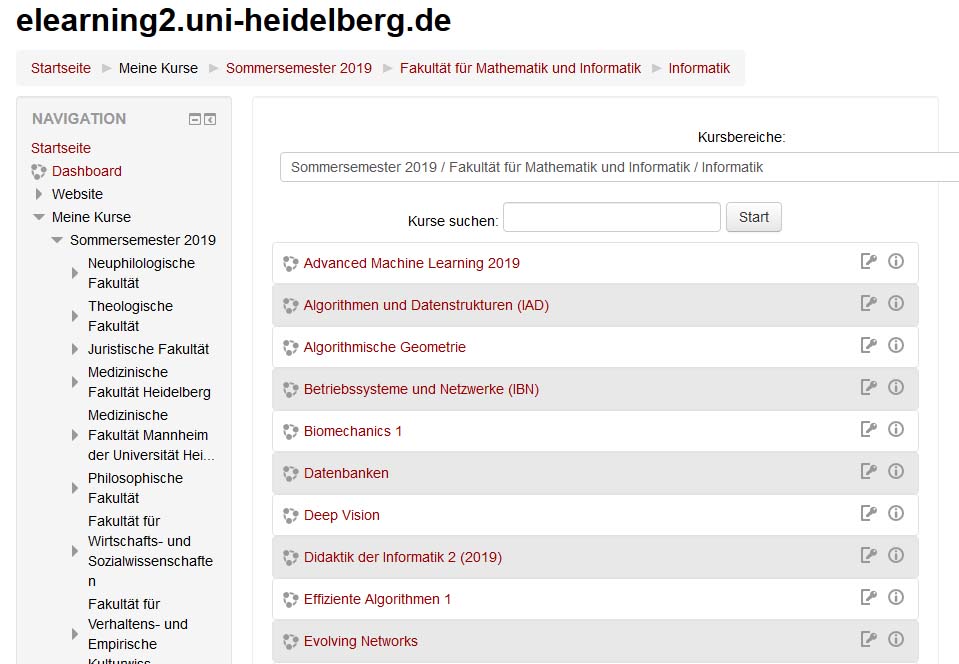 elearning2.uni-heidelberg.de
Startseite Meine Kurse Sommersemester 2019 Fakultät für Mathematik und Informatik Informatik
NAVIGATION
Startseite
Dashboard
Website
Meine Kurse
Sommersemester 2019
Neuphilologische
Fakultät
Theologische
Fakultät
Juristische Fakultät
Medizinische
Fakultät Heidelberg
Medizinische
Fakultät Mannheim
der Universität Hei...
Philosophische
Fakultät
Fakultät für
Wirtschafts- und
Sozialwissenschafte
n
Fakultät für
Verhaltens- und
Empirische
Kulturwiss
Kursbereiche:
Sommersemester 2019 / Fakultät für Mathematik und Informatik / Informatik
Kurse suchen: Start
Advanced Machine Learning 2019
Algorithmen und Datenstrukturen (IAD)
Algorithmische Geometrie
Betriebssysteme und Netzwerke (IBN)
Biomechanics 1
Datenbanken
Deep Vision
Didaktik der Informatik 2 (2019)
Effiziente Algorithmen 1
Evolving Networks